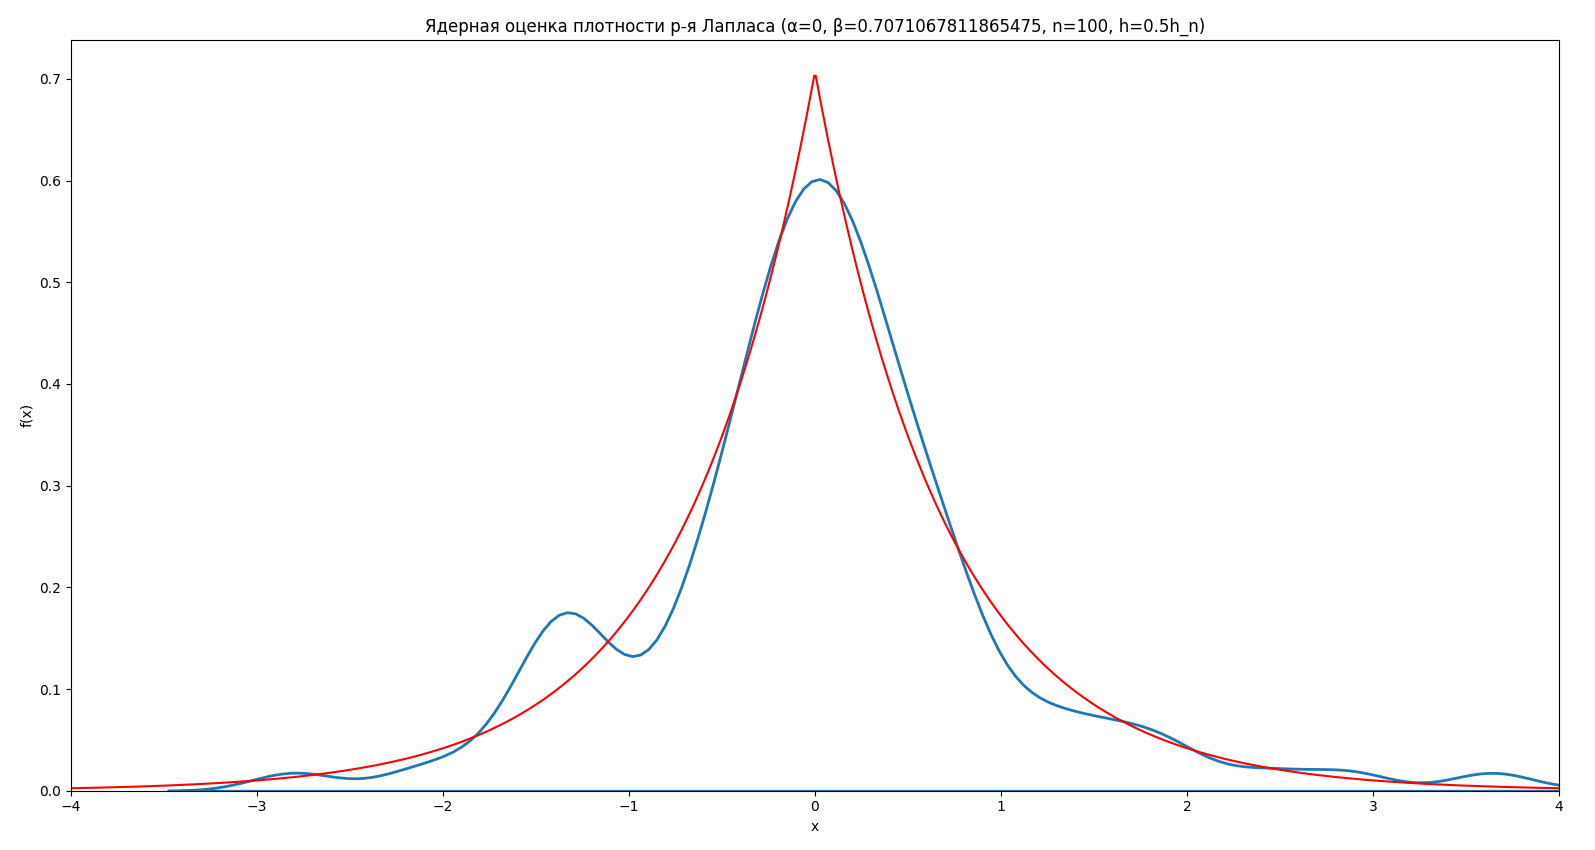 Ядерная оценка плотности р-я Лапласа (α=0, β=0.7071067811865475, n=100, h=0.5h_n)
0.7
0.6
0.5
0.4
0.3
0.2
0.1
0.0
f(x)
−4 −3 −2 −1 0 1 2 3 4
x